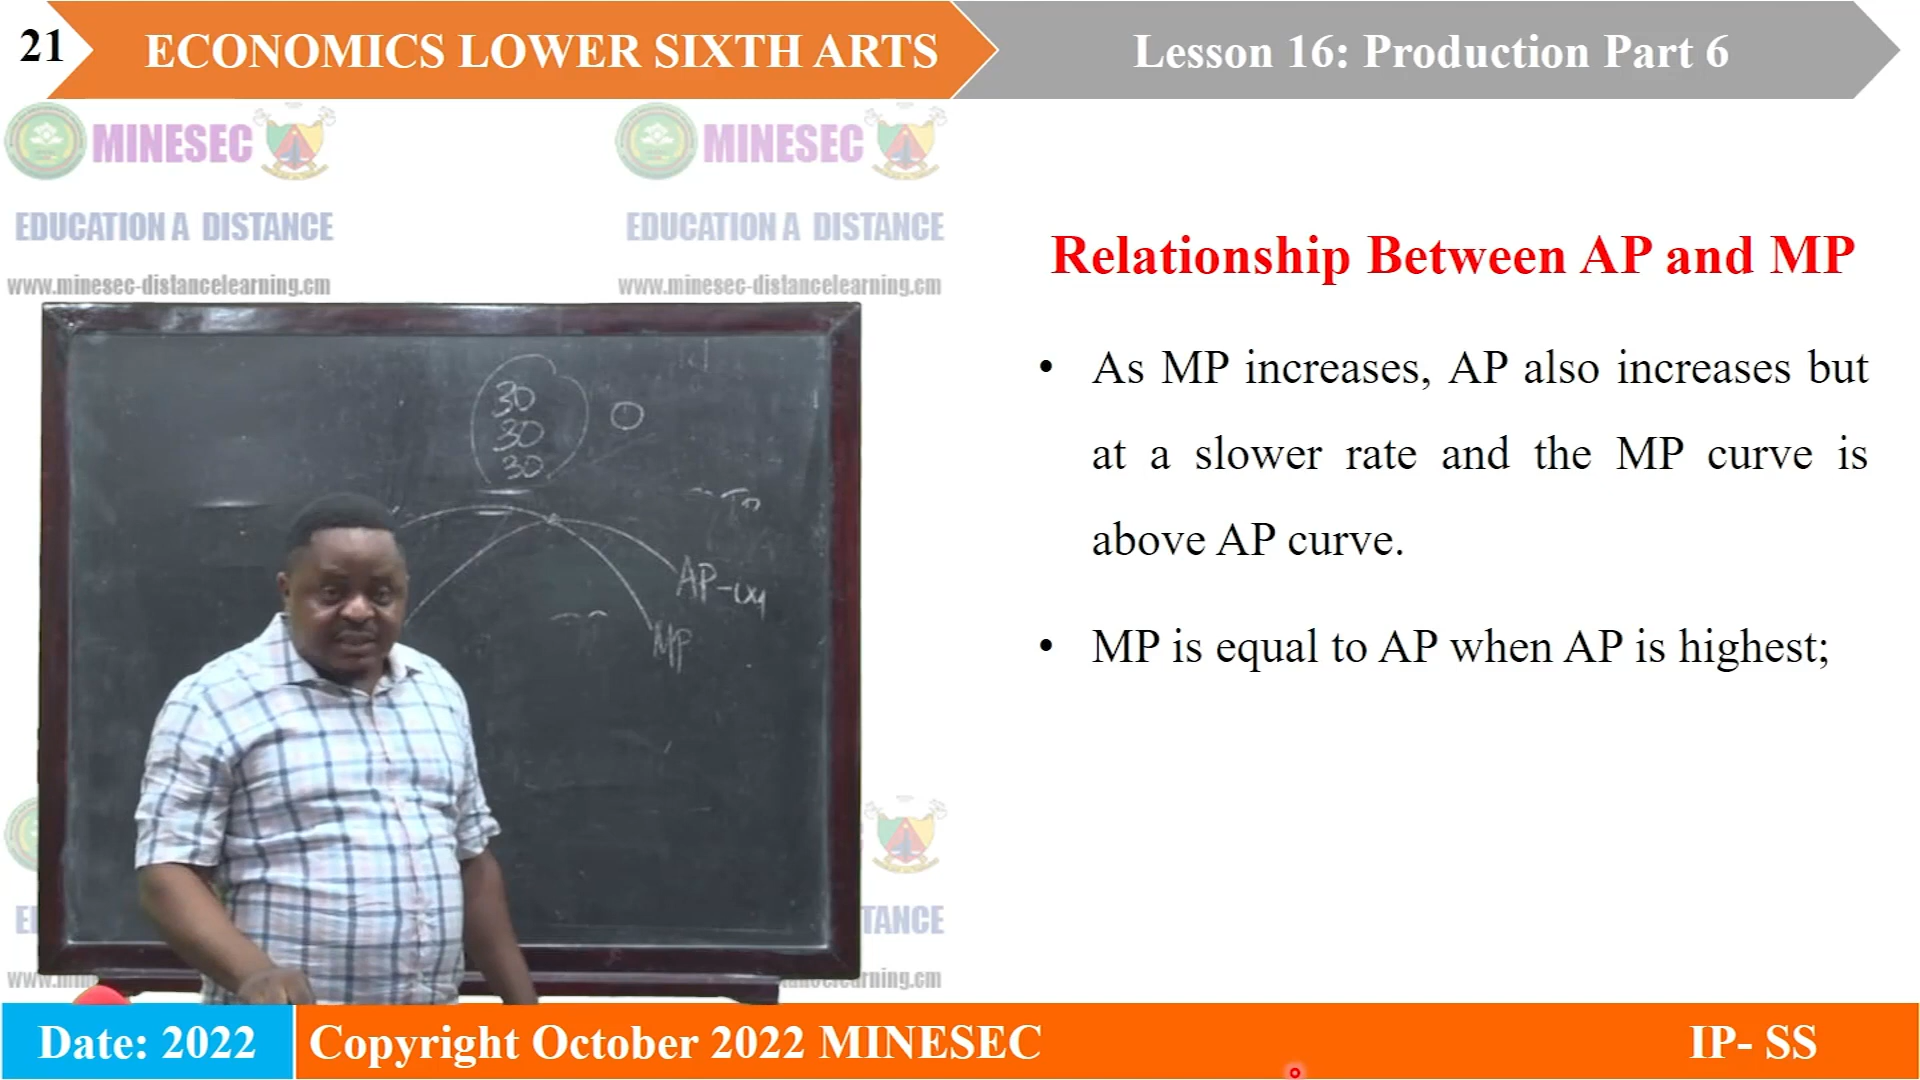 21
ECONOMICS LOWER SIXTH ARTS
Lesson 16: Production Part 6
MINESEC
MINESEC
EDUCATION A DISTANCE
EDUCATION A DISTANCE
www.minesec-distancelearning.cm
www.minesec-distancelearning.cm
Relationship Between AP and MP
• As MP increases, AP also increases but
at a slower rate and the MP curve is
above AP curve.
• MP is equal to AP when AP is highest;
30
30
30
0
AP
MP
TANCE
Date: 2022
Copyright October 2022 MINESEC
IP- SS